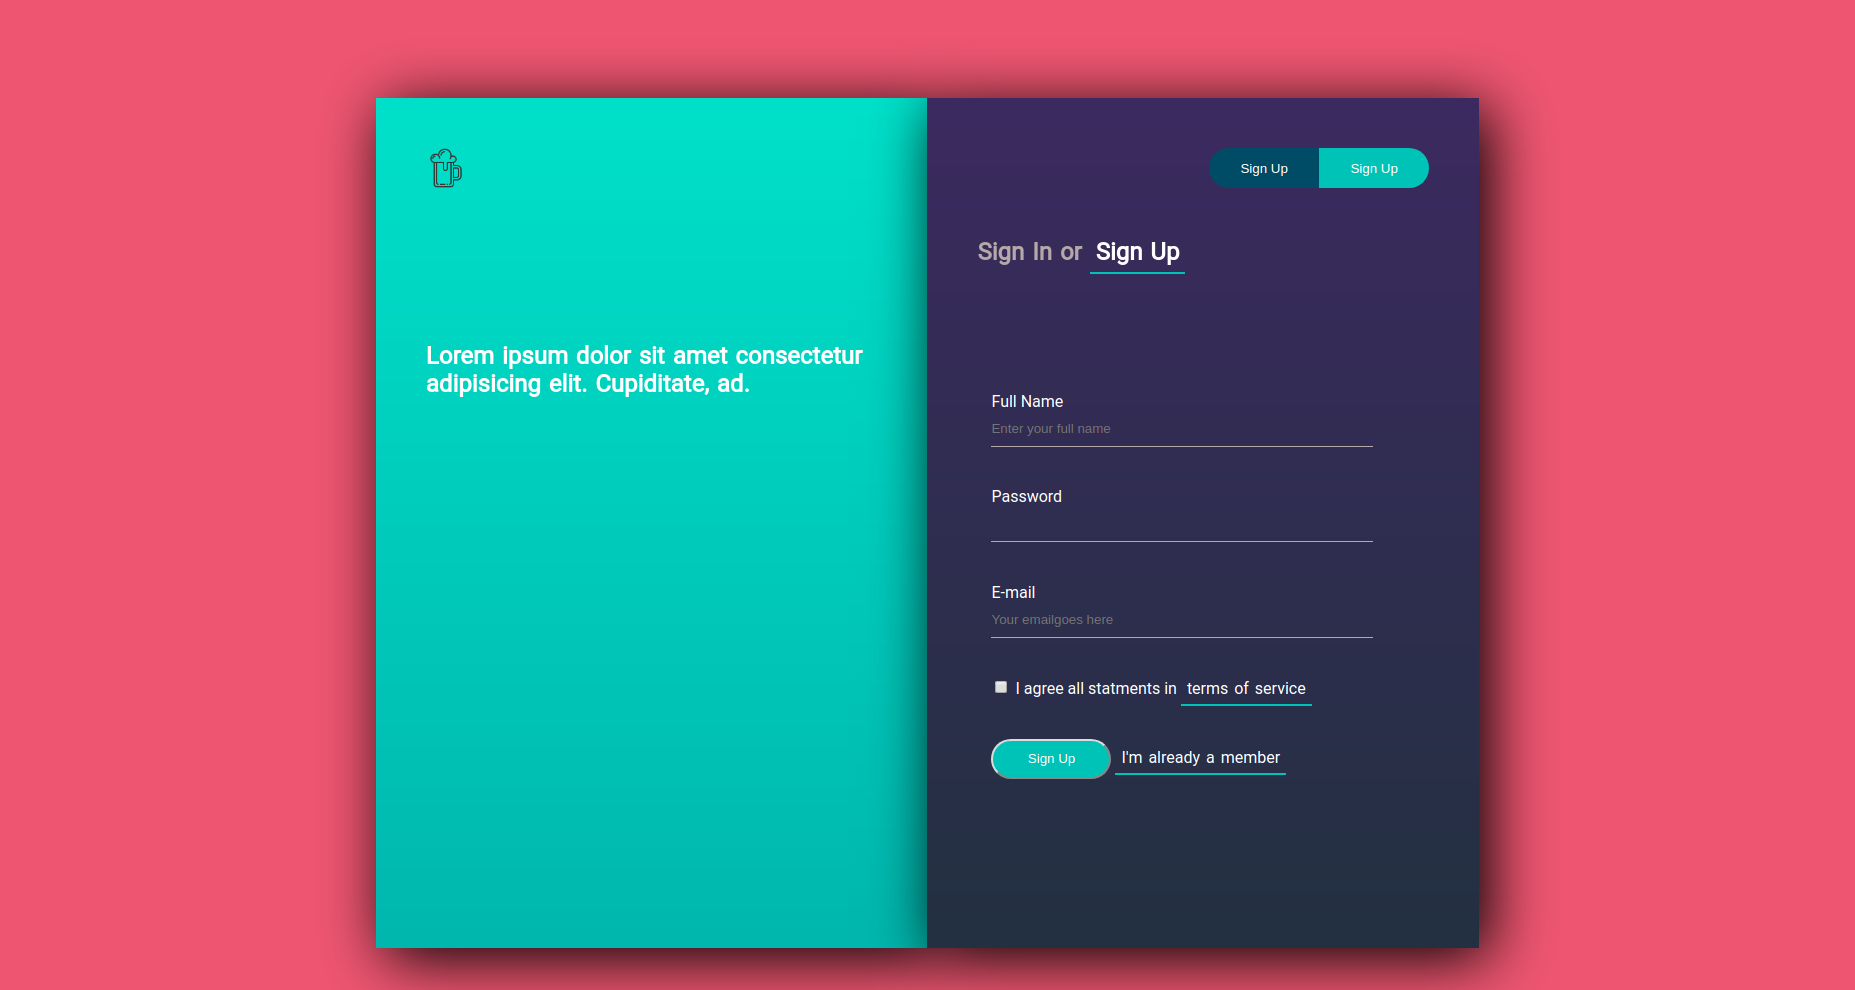 Lorem ipsum dolor sit amet consectetur
adipisicing elit. Cupiditate, ad.
Sign Up Sign Up
Sign In or Sign Up
Full Name
Enter your full name
Password
E-mail
Your emailgoes here
I agree all statments in terms of service
Sign Up I'm already a member